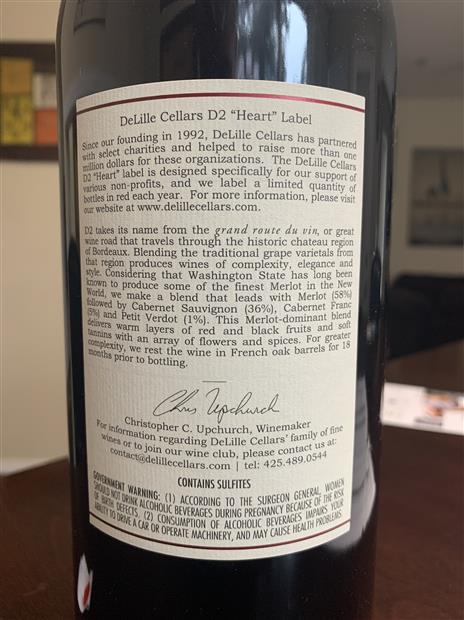 DeLille Cellars D2 “Heart” Label
Since our founding in 1992, DeLille Cellars has partnered
with select charities and helped to raise more than one
million dollars for these organizations. The DeLille Cellars
D2 “Heart” label is designed specifically for our support of
various non-profits, and we label a limited quantity of
bottles in red each year. For more information, please visit
our website at www.delillecellars.com.
D2 takes its name from the grand route du vin, or great
wine road that travels through the historic chateau region
of Bordeaux. Blending the traditional grape varietals from
that region produces wines of complexity, elegance and
style. Considering that Washington State has long been
known to produce some of the finest Merlot in the New
World, we make a blend that leads with Merlot (58%)
followed by Cabernet Sauvignon (36%), Cabernet Franc
(5%) and Petit Verdot (1%). This Merlot-dominant blend
delivers warm layers of red and black fruits and soft
tannins with an array of flowers and spices. For greater
complexity, we rest the wine in French oak barrels for 18
months prior to bottling.
Chris Upchurch
Christopher C. Upchurch, Winemaker
For information regarding DeLille Cellars’ family of fine
wines or to join our wine club, please contact us at:
contact@delillecellars.com | tel: 425.489.0544
CONTAINS SULFITES
GOVERNMENT WARNING: (1) ACCORDING TO THE SURGEON GENERAL, WOMEN
SHOULD NOT DRINK ALCOHOLIC BEVERAGES DURING PREGNANCY BECAUSE OF THE RISK
OF BIRTH DEFECTS. (2) CONSUMPTION OF ALCOHOLIC BEVERAGES IMPAIRS YOUR
ABILITY TO DRIVE A CAR OR OPERATE MACHINERY, AND MAY CAUSE HEALTH PROBLEMS.